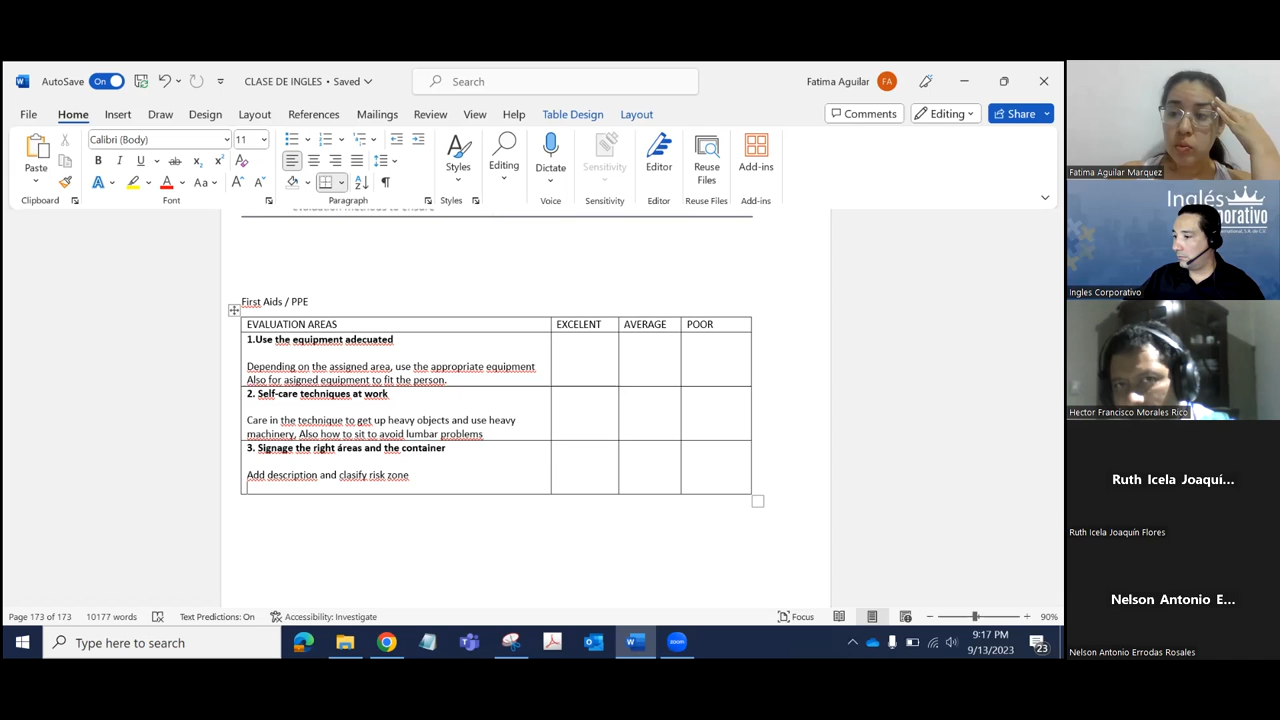 AutoSave On CLASE DE INGLES • Saved Search Fatima Aguilar FA
File Home Insert Draw Design Layout References Mailings Review View Help Table Design Layout Comments Editing Share
Calibri (Body) 11
Paste Styles Editing Dictate Sensitivity Editor Reuse Files Add-ins
Clipboard Font Paragraph Styles Voice Sensitivity Editor Reuse Files Add-ins
First Aids / PPE
EVALUATION AREAS EXCELENT AVERAGE POOR
1.Use the equipment adecuated
Depending on the assigned area, use the appropriate equipment
Also for asigned equipment to fit the person.
2. Self-care techniques at work
Care in the technique to get up heavy objects and use heavy
machinery, Also how to sit to avoid lumbar problems
3. Signage the right áreas and the container
Add description and clasify risk zone
Page 173 of 173 10177 words Text Predictions: On Accessibility: Investigate Focus 90%
Type here to search zoom 9:17 PM
9/13/2023 23
Fatima Aguilar Marquez
Inglés
Ingles Corporativo
Hector Francisco Morales Rico
Ruth Icela Joaquí...
Ruth Icela Joaquín Flores
Nelson Antonio E...
Nelson Antonio Errodas Rosales